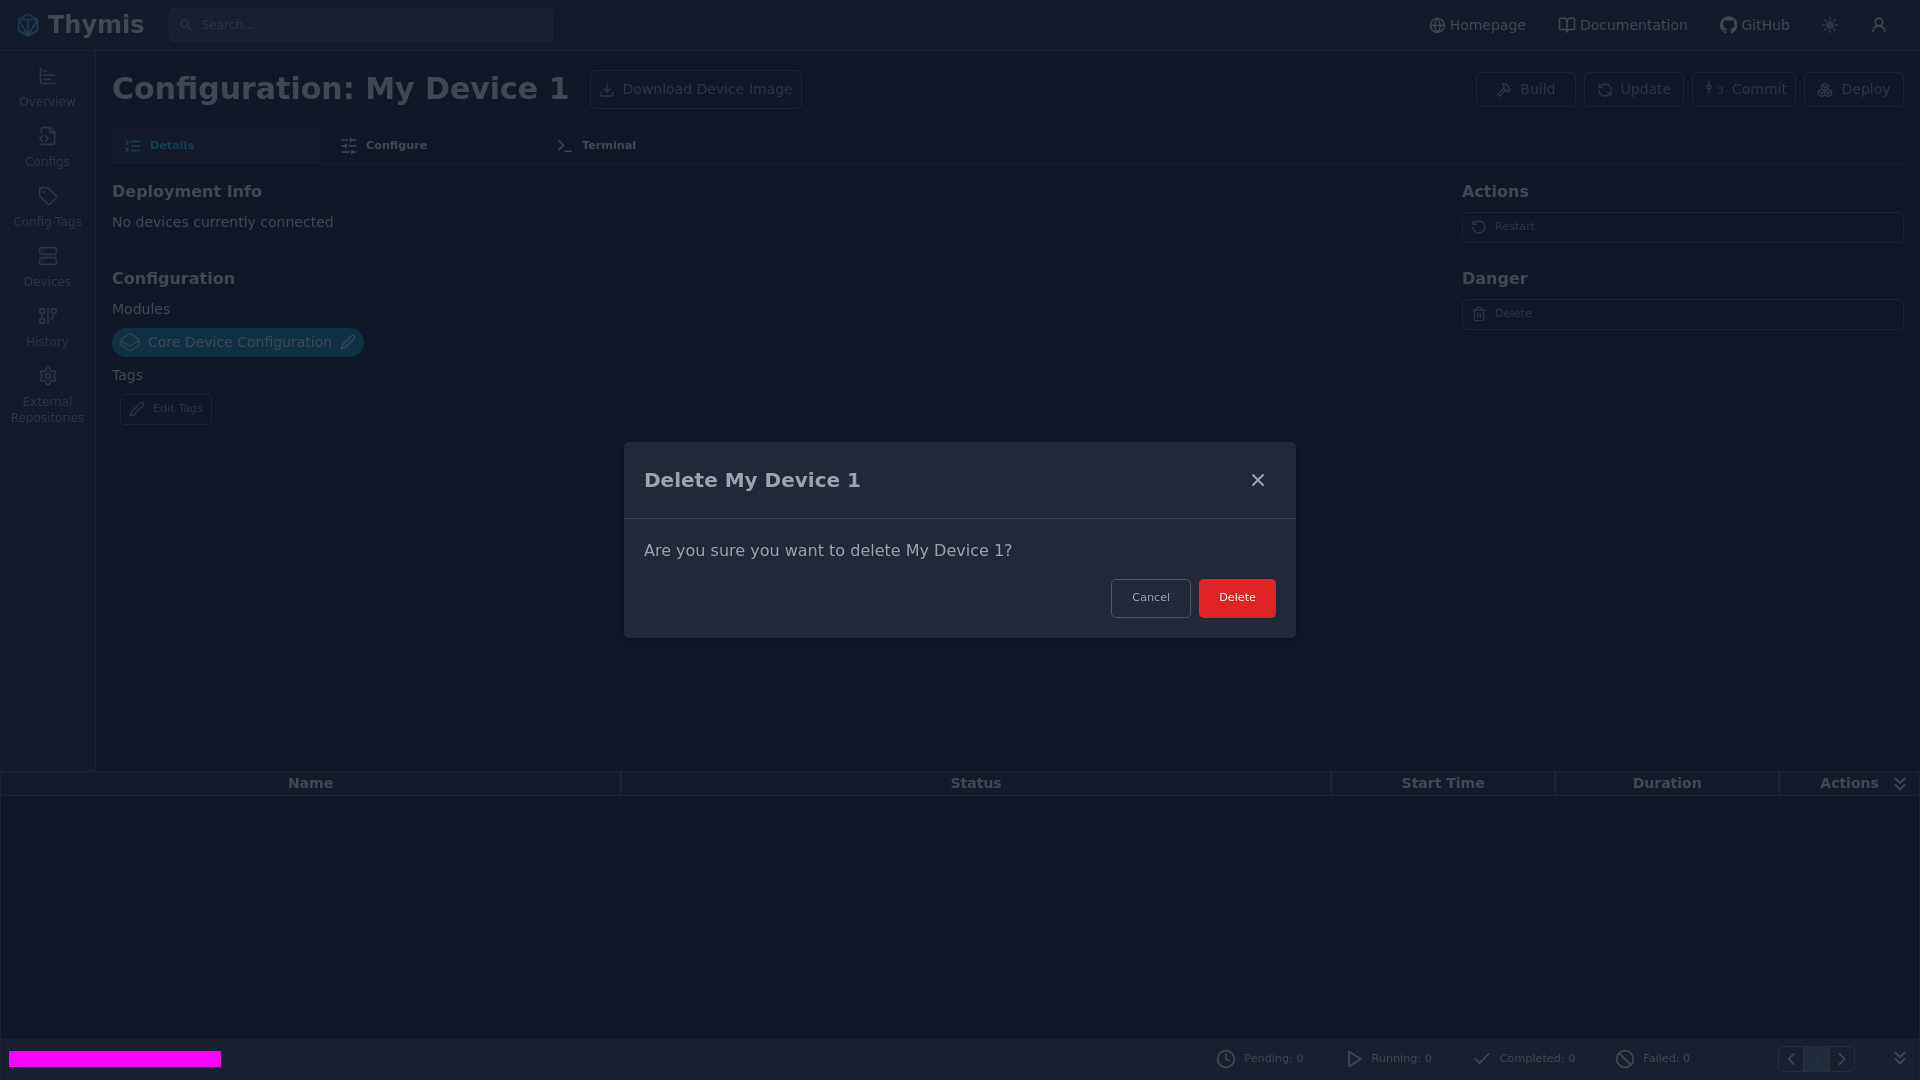 Thymis
Search...
Homepage
Documentation
GitHub
Overview
Configs
Config-Tags
Devices
History
External
Repositories
Configuration: My Device 1
Download Device Image
Build
Update
3 Commit
Deploy
Details
Configure
Terminal
Deployment Info
No devices currently connected
Configuration
Modules
Core Device Configuration
Tags
Edit Tags
Actions
Restart
Danger
Delete
Delete My Device 1
Are you sure you want to delete My Device 1?
Cancel
Delete
Name
Status
Start Time
Duration
Actions
Pending: 0
Running: 0
Completed: 0
Failed: 0